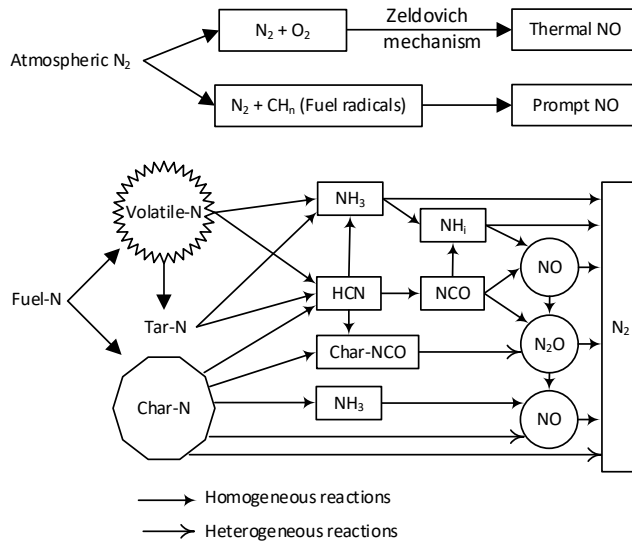 Zeldovich
mechanism
N₂ + O₂
Thermal NO
Atmospheric N₂
N₂ + CHₙ (Fuel radicals)
Prompt NO
Volatile-N
NH₃
NHᵢ
NO
Fuel-N
HCN
NCO
N₂
Tar-N
Char-NCO
N₂O
Char-N
NH₃
NO
Homogeneous reactions
Heterogeneous reactions